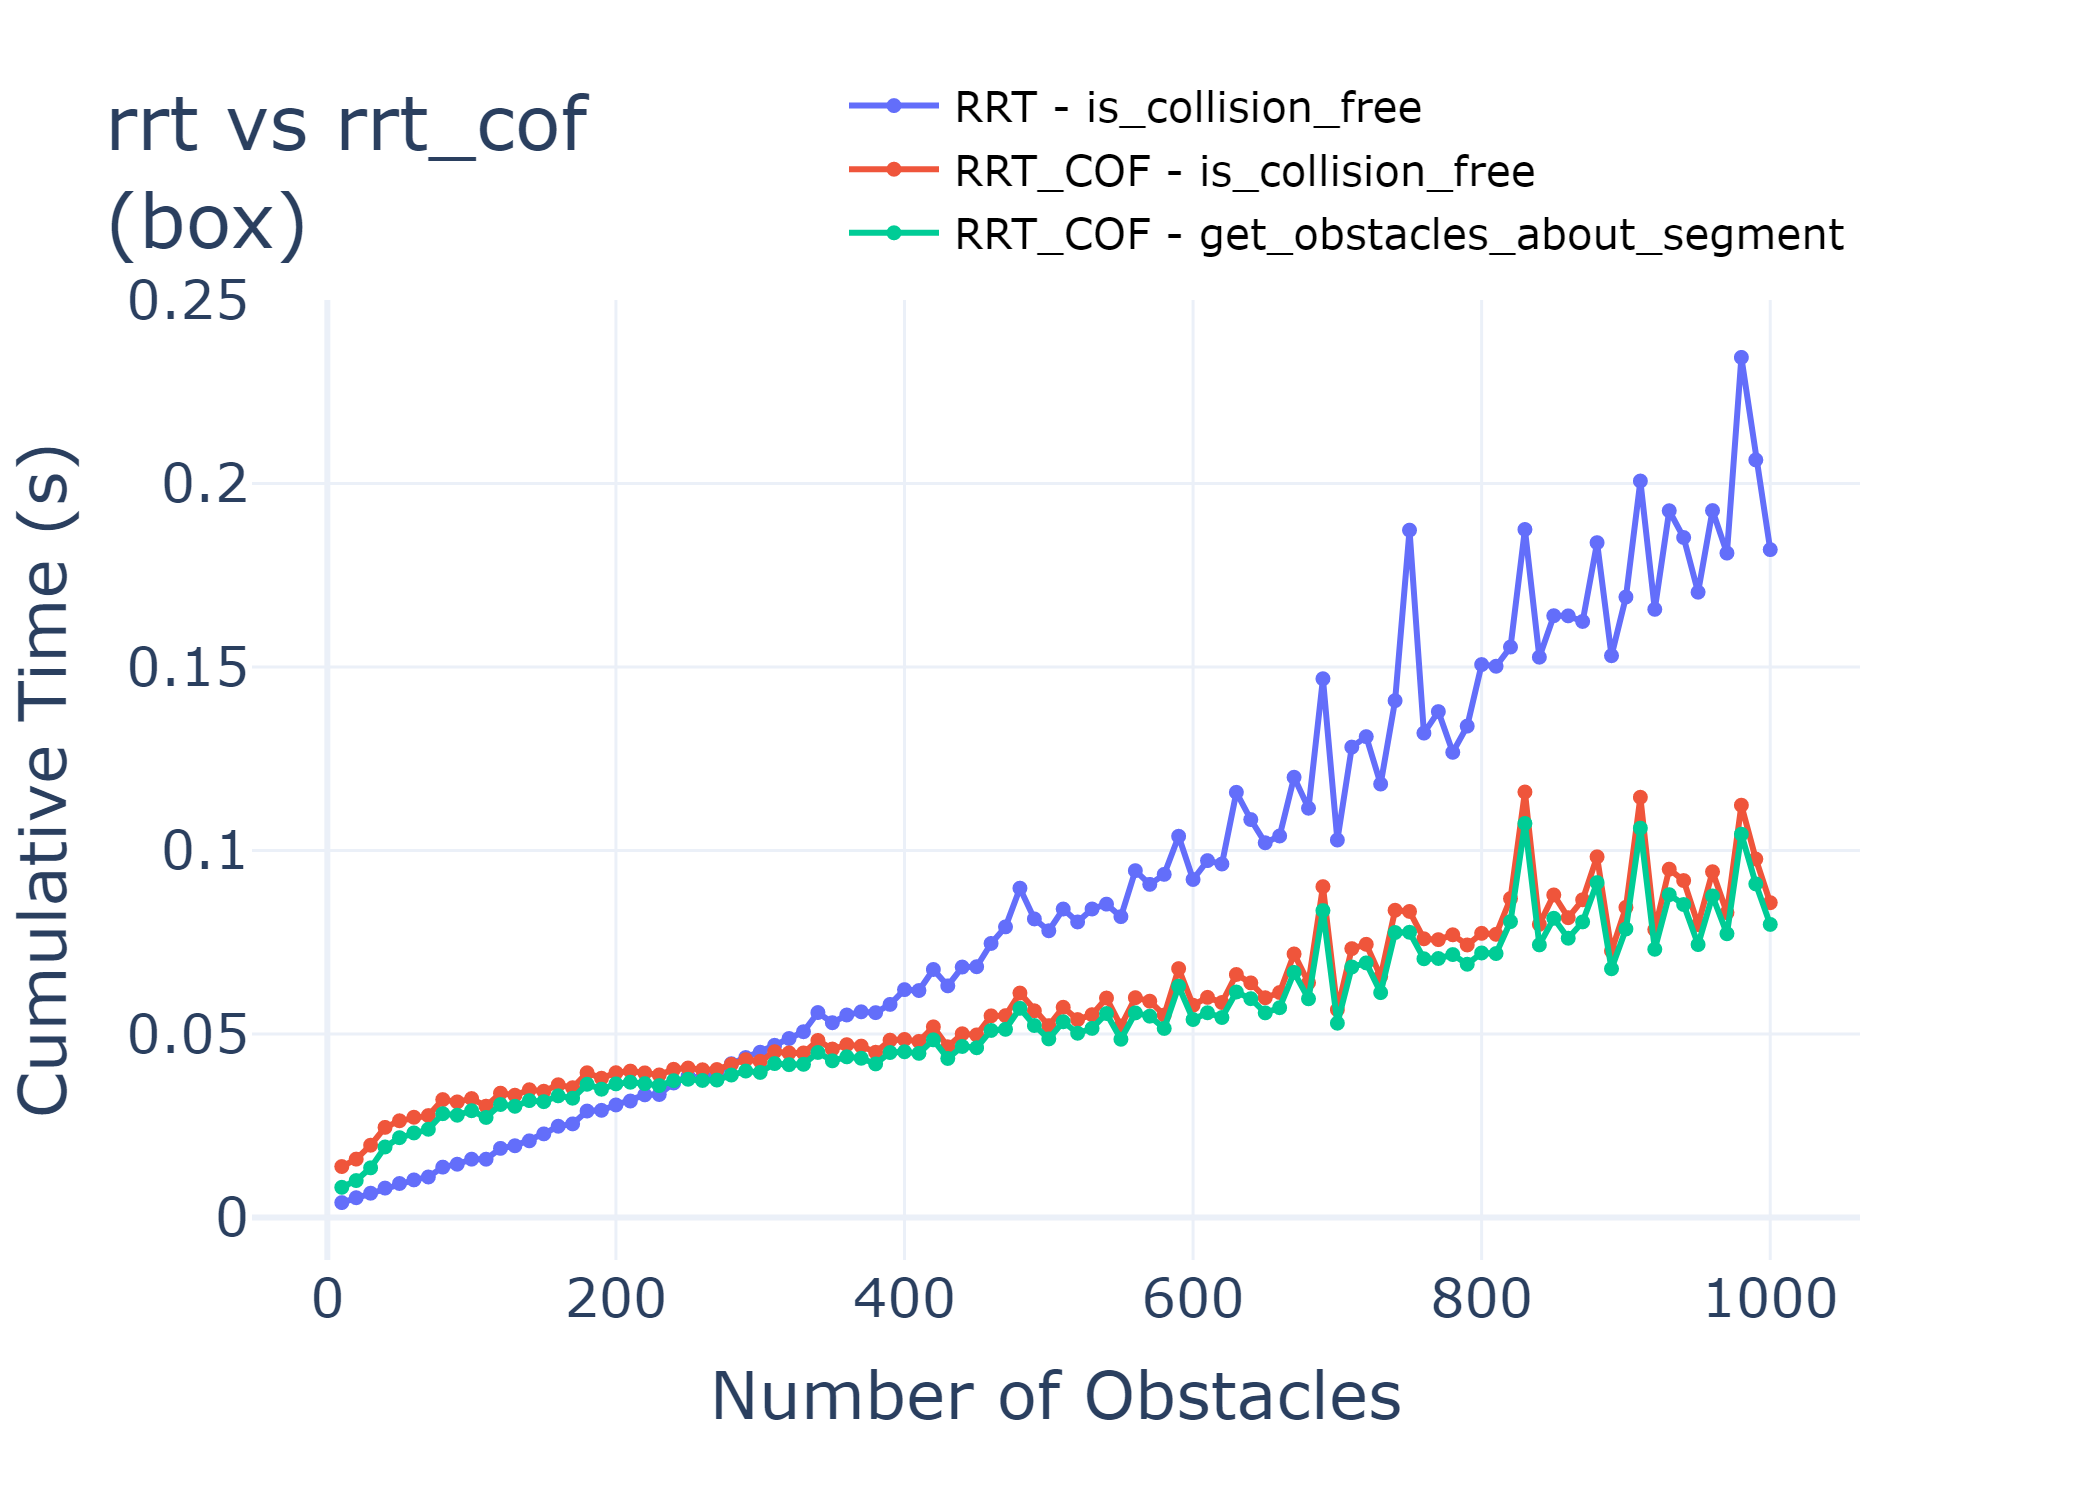 rrt vs rrt_cof
(box)
RRT - is_collision_free
RRT_COF - is_collision_free
RRT_COF - get_obstacles_about_segment
0.25
0.2
0.15
0.1
0.05
0
Cumulative Time (s)
0 200 400 600 800 1000
Number of Obstacles